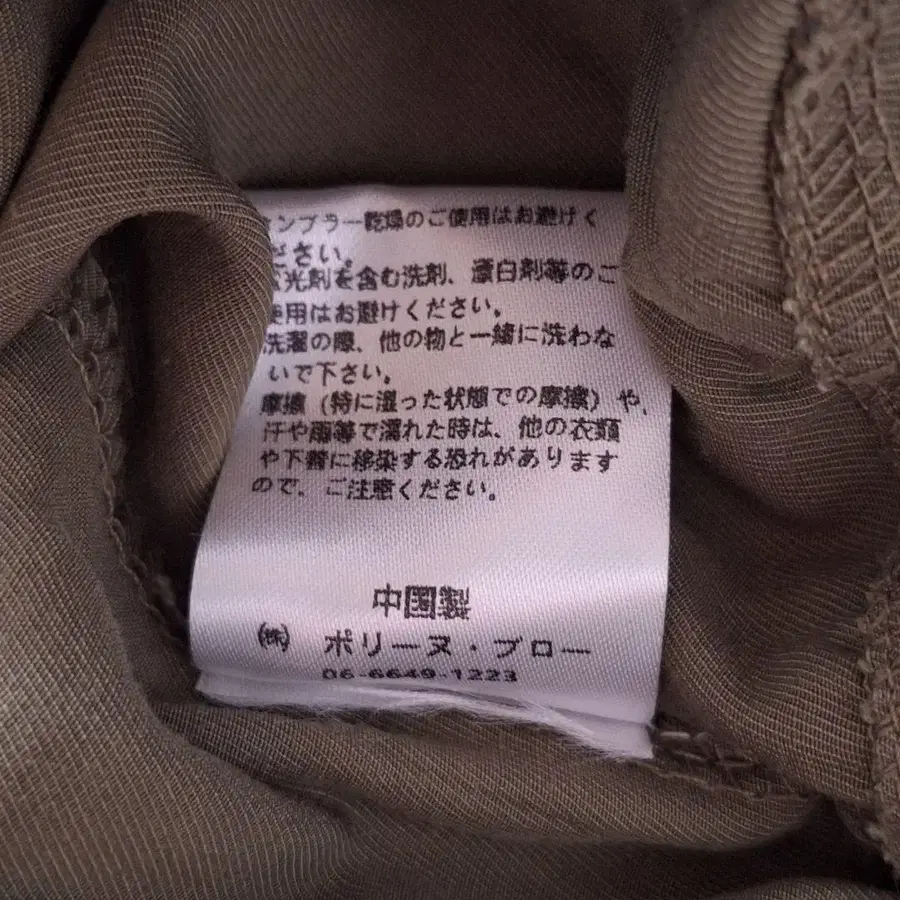 ンブラー乾燥のご使用はお避けく
ださい。
光剤を含む洗剤、漂白剤等のご
使用はお避けください。
洗濯の際、他の物と一緒に洗わな
いで下さい。
摩擦(特に湿った状態での摩擦)や、
汗や雨等で濡れた時は、他の衣類
や下着に移染する恐れがあります
ので、ご注意ください。
中国製
㈱ ポリーヌ・ブロー
06-6649-1223